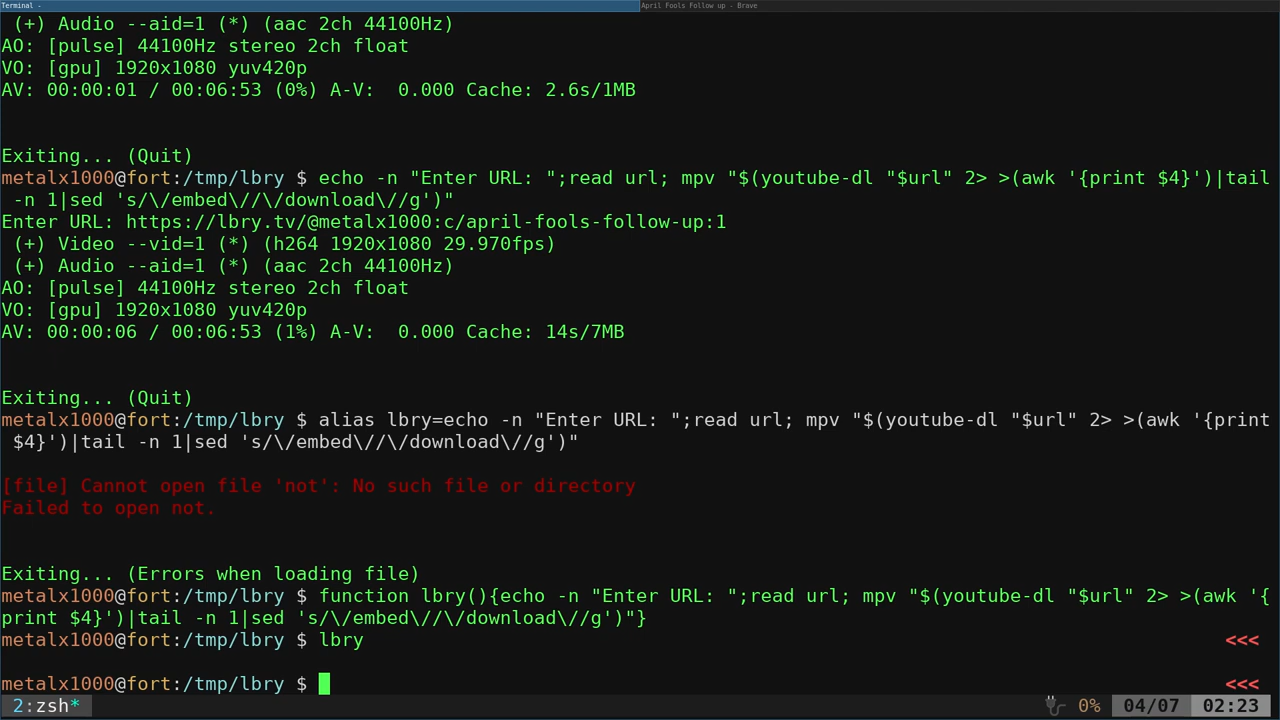 Terminal -
April Fools Follow up - Brave
(+) Audio --aid=1 (*) (aac 2ch 44100Hz)
AO: [pulse] 44100Hz stereo 2ch float
VO: [gpu] 1920x1080 yuv420p
AV: 00:00:01 / 00:06:53 (0%) A-V:  0.000 Cache: 2.6s/1MB
Exiting... (Quit)
metalx1000@fort:/tmp/lbry $ echo -n "Enter URL: ";read url; mpv "$(youtube-dl "$url" 2> >(awk '{print $4}')|tail
-n 1|sed 's/\/embed\//\/download\//g')"
Enter URL: https://lbry.tv/@metalx1000:c/april-fools-follow-up:1
(+) Video --vid=1 (*) (h264 1920x1080 29.970fps)
(+) Audio --aid=1 (*) (aac 2ch 44100Hz)
AO: [pulse] 44100Hz stereo 2ch float
VO: [gpu] 1920x1080 yuv420p
AV: 00:00:06 / 00:06:53 (1%) A-V:  0.000 Cache: 14s/7MB
Exiting... (Quit)
metalx1000@fort:/tmp/lbry $ alias lbry=echo -n "Enter URL: ";read url; mpv "$(youtube-dl "$url" 2> >(awk '{print
$4}')|tail -n 1|sed 's/\/embed\//\/download\//g')"
[file] Cannot open file 'not': No such file or directory
Failed to open not.
Exiting... (Errors when loading file)
metalx1000@fort:/tmp/lbry $ function lbry(){echo -n "Enter URL: ";read url; mpv "$(youtube-dl "$url" 2> >(awk '{
print $4}')|tail -n 1|sed 's/\/embed\//\/download\//g')"}
metalx1000@fort:/tmp/lbry $ lbry <<<
metalx1000@fort:/tmp/lbry $ <<<
2:zsh* 0% 04/07 02:23